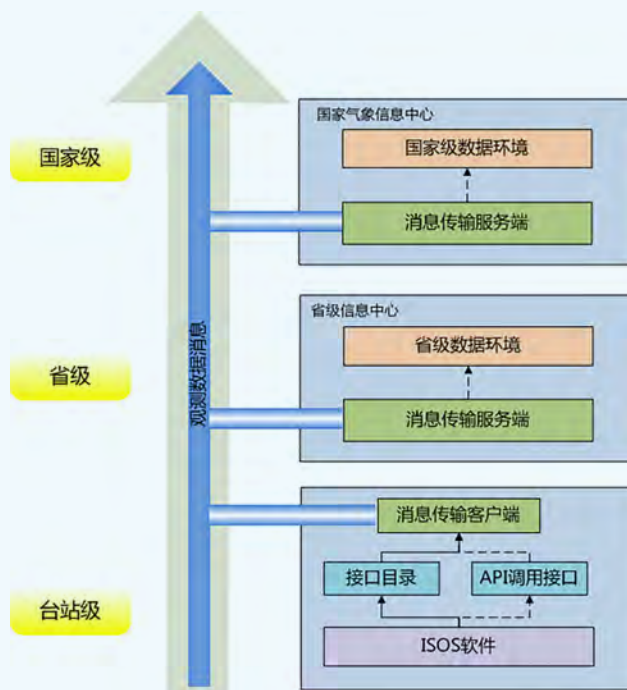 国家气象信息中心
国家级
国家级数据环境
消息传输服务端
省级信息中心
观测数据消息
省级
省级数据环境
消息传输服务端
消息传输客户端
接口目录
API调用接口
台站级
ISOS软件